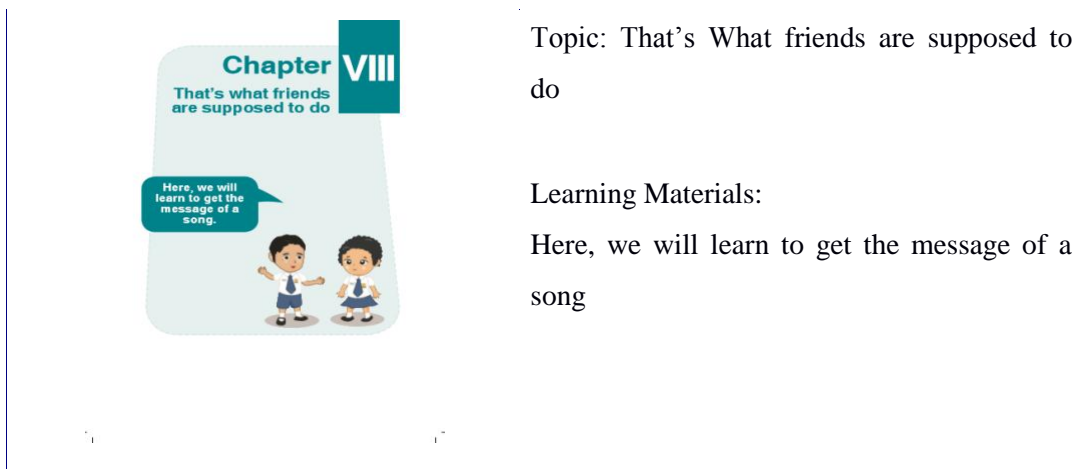 Chapter VIII
That's what friends
are supposed to do
Here, we will
learn to get the
message of a
song.
Topic: That's What friends are supposed to
do
Learning Materials:
Here, we will learn to get the message of a
song